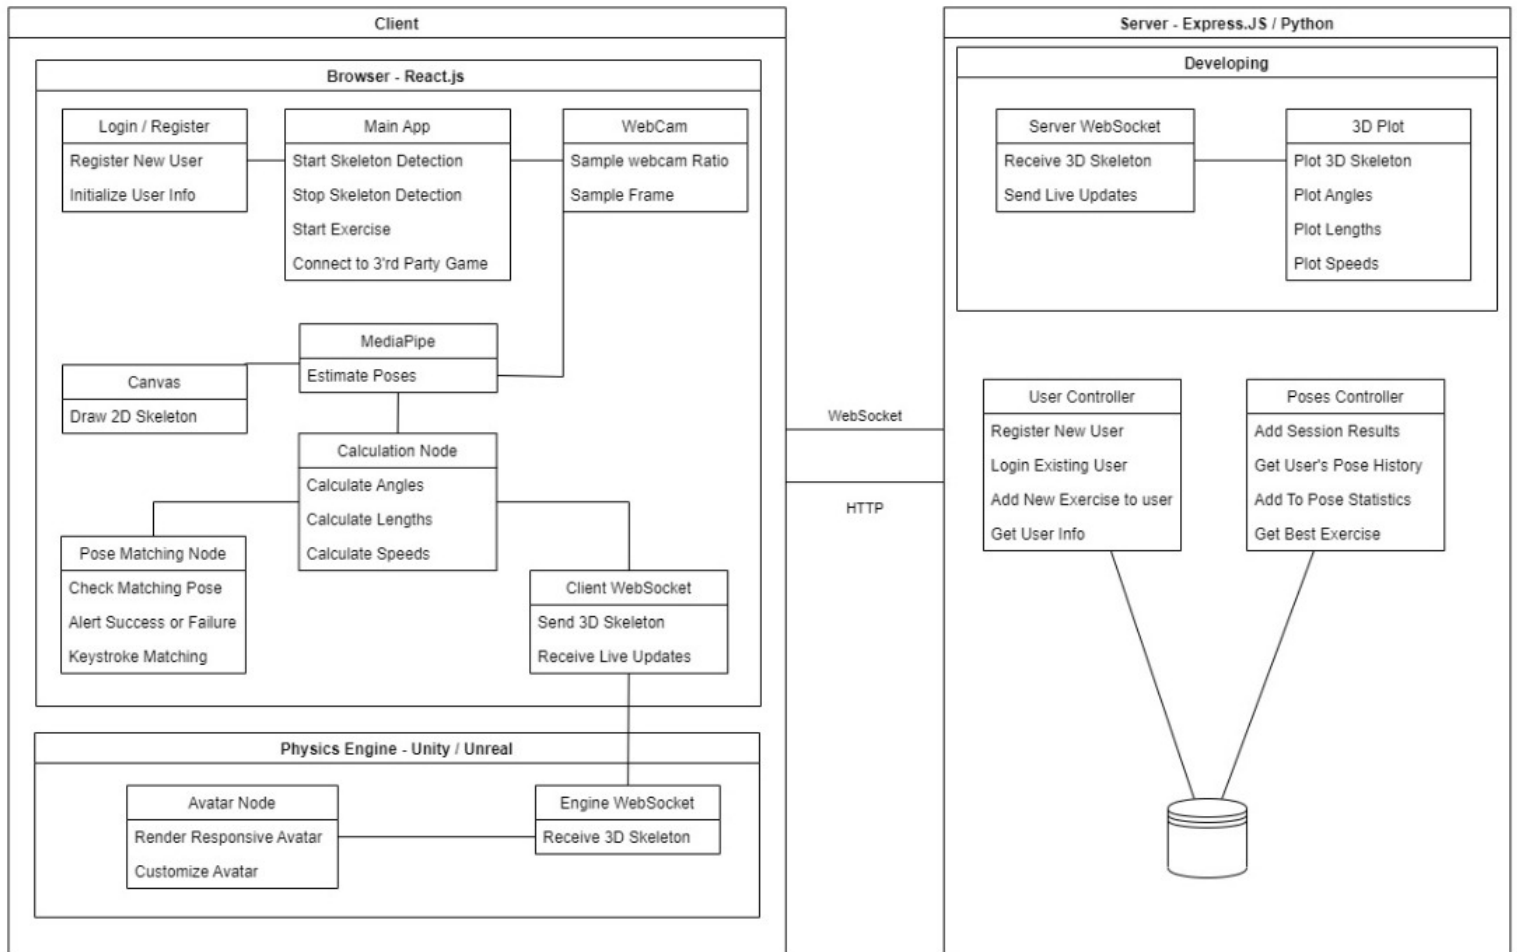 Client
Browser - React.js
Login / Register
Register New User
Initialize User Info
Main App
Start Skeleton Detection
Stop Skeleton Detection
Start Exercise
Connect to 3'rd Party Game
WebCam
Sample webcam Ratio
Sample Frame
MediaPipe
Estimate Poses
Canvas
Draw 2D Skeleton
Calculation Node
Calculate Angles
Calculate Lengths
Calculate Speeds
Pose Matching Node
Check Matching Pose
Alert Success or Failure
Keystroke Matching
Client WebSocket
Send 3D Skeleton
Receive Live Updates
Physics Engine - Unity / Unreal
Avatar Node
Render Responsive Avatar
Customize Avatar
Engine WebSocket
Receive 3D Skeleton
WebSocket
HTTP
Server - Express.JS / Python
Developing
Server WebSocket
Receive 3D Skeleton
Send Live Updates
3D Plot
Plot 3D Skeleton
Plot Angles
Plot Lengths
Plot Speeds
User Controller
Register New User
Login Existing User
Add New Exercise to user
Get User Info
Poses Controller
Add Session Results
Get User's Pose History
Add To Pose Statistics
Get Best Exercise